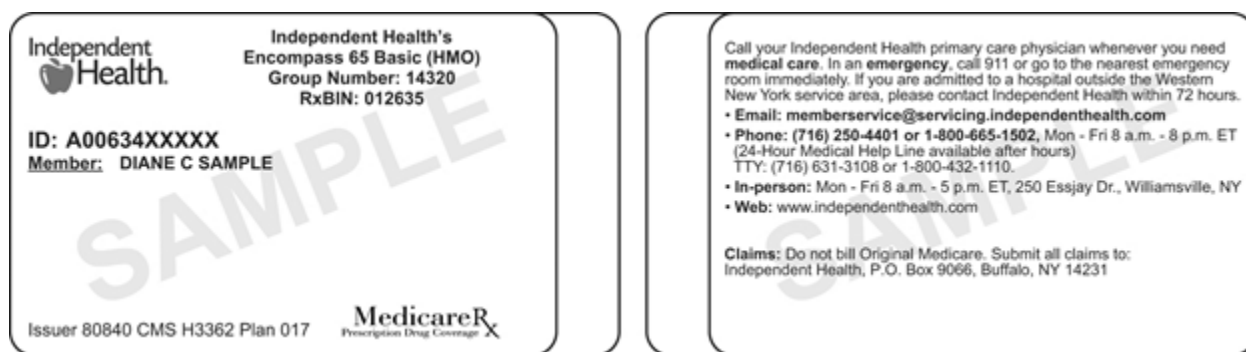 Independent
Health.
Independent Health's
Encompass 65 Basic (HMO)
Group Number: 14320
RxBIN: 012635
ID: A00634XXXXX
Member: DIANE C SAMPLE
SAMPLE
Issuer 80840 CMS H3362 Plan 017
MedicareRx
Prescription Drug Coverage
Call your Independent Health primary care physician whenever you need
medical care. In an emergency, call 911 or go to the nearest emergency
room immediately. If you are admitted to a hospital outside the Western
New York service area, please contact Independent Health within 72 hours.
• Email: memberservice@servicing.independenthealth.com
• Phone: (716) 250-4401 or 1-800-665-1502, Mon - Fri 8 a.m. - 8 p.m. ET
(24-Hour Medical Help Line available after hours)
TTY: (716) 631-3108 or 1-800-432-1110.
• In-person: Mon - Fri 8 a.m. - 5 p.m. ET, 250 Essjay Dr., Williamsville, NY
• Web: www.independenthealth.com
SAMPLE
Claims: Do not bill Original Medicare. Submit all claims to:
Independent Health, P.O. Box 9066, Buffalo, NY 14231